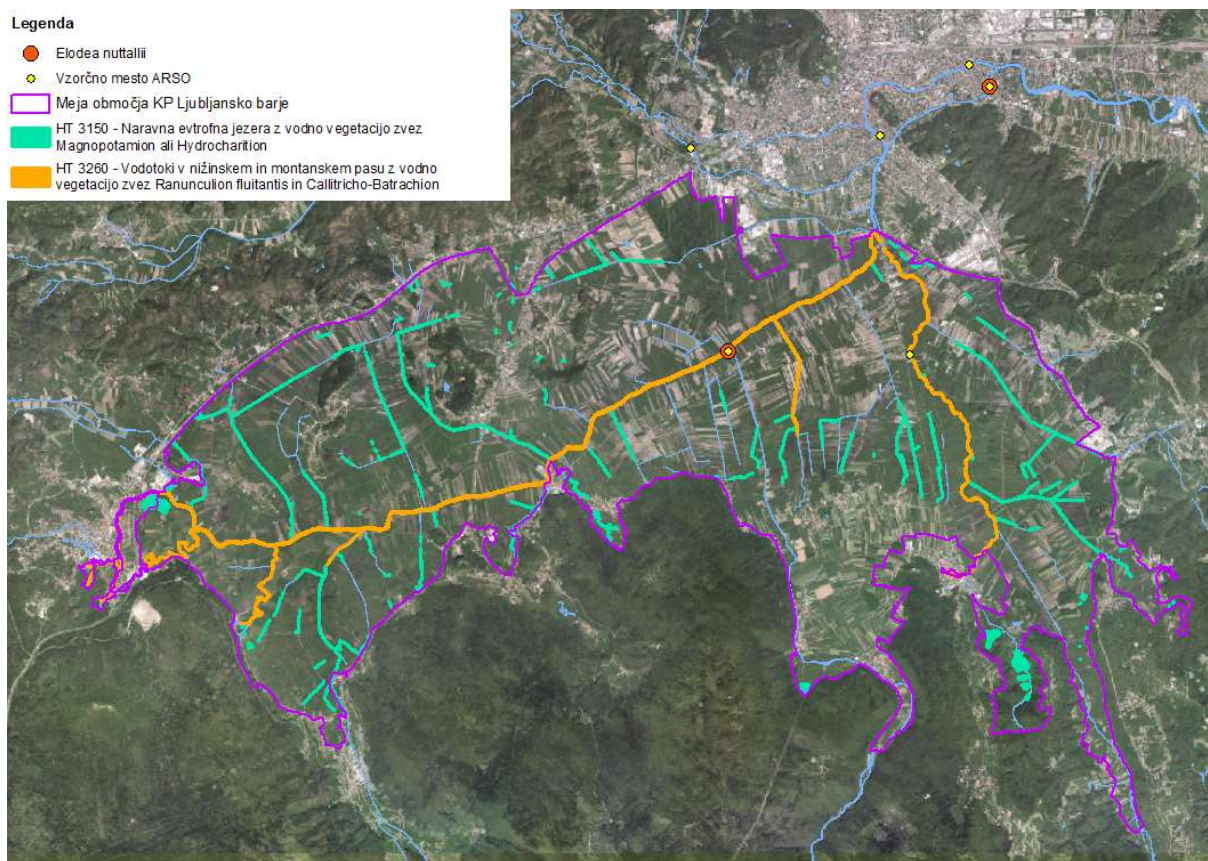 Legenda
Elodea nuttallii
Vzorčno mesto ARSO
Meja območja KP Ljubljansko barje
HT 3150 - Naravna evtrofna jezera z vodno vegetacijo zvez
Magnopotamion ali Hydrocharition
HT 3260 - Vodotoki v nižinskem in montanskem pasu z vodno
vegetacijo zvez Ranunculion fluitantis in Callitricho-Batrachion